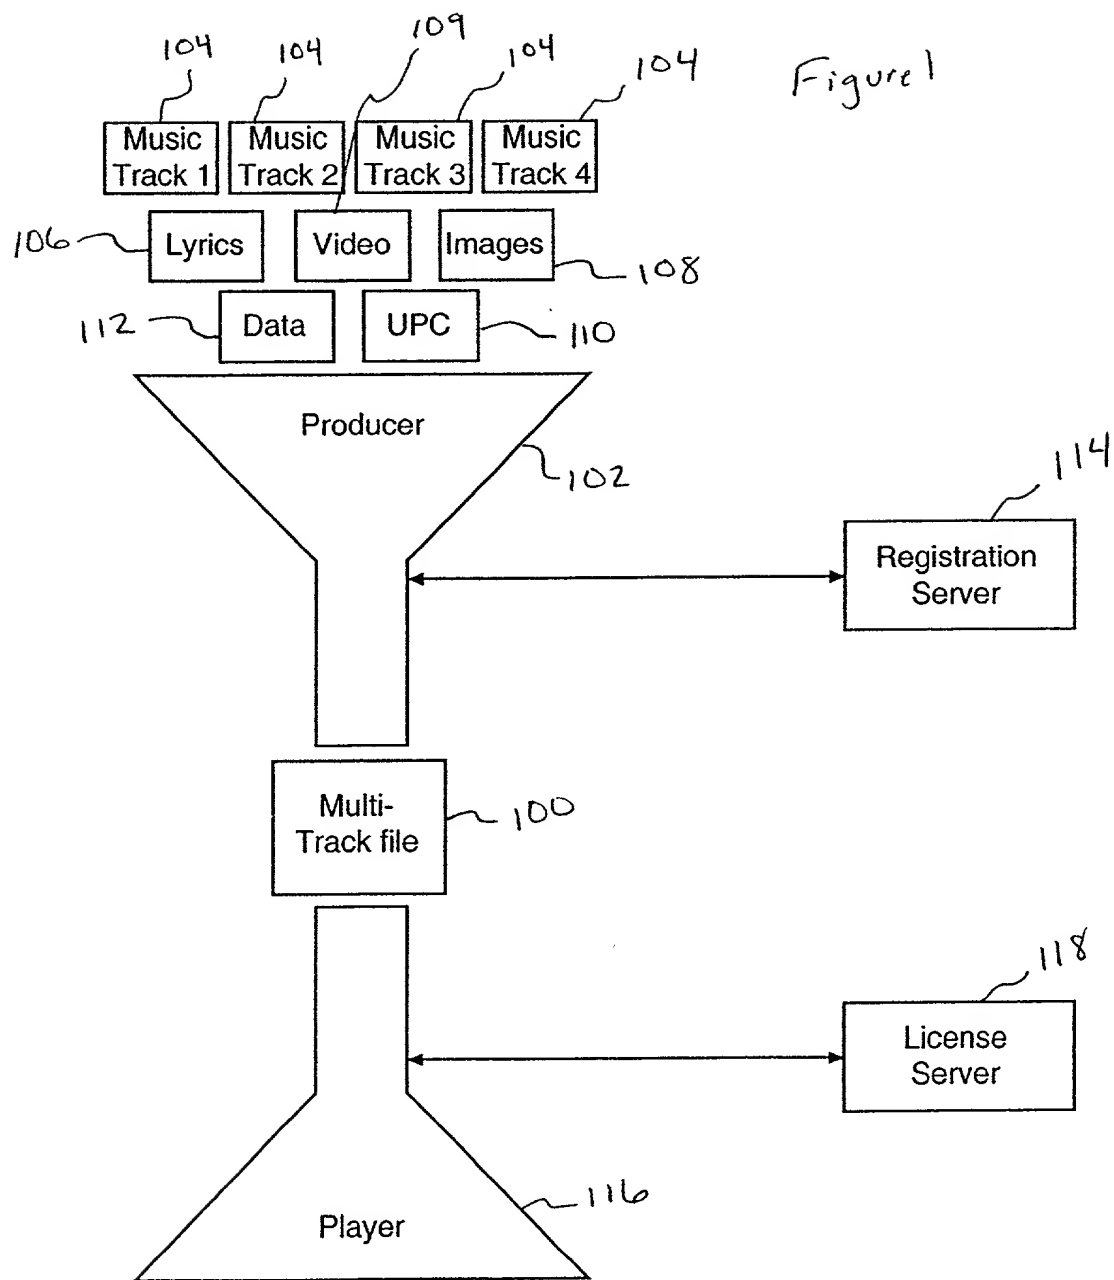 104
104
109
104
104
Figure 1
Music
Track 1
Music
Track 2
Music
Track 3
Music
Track 4
106
Lyrics
Video
Images
108
112
Data
UPC
110
Producer
102
114
Registration
Server
Multi-
Track file
100
118
License
Server
116
Player